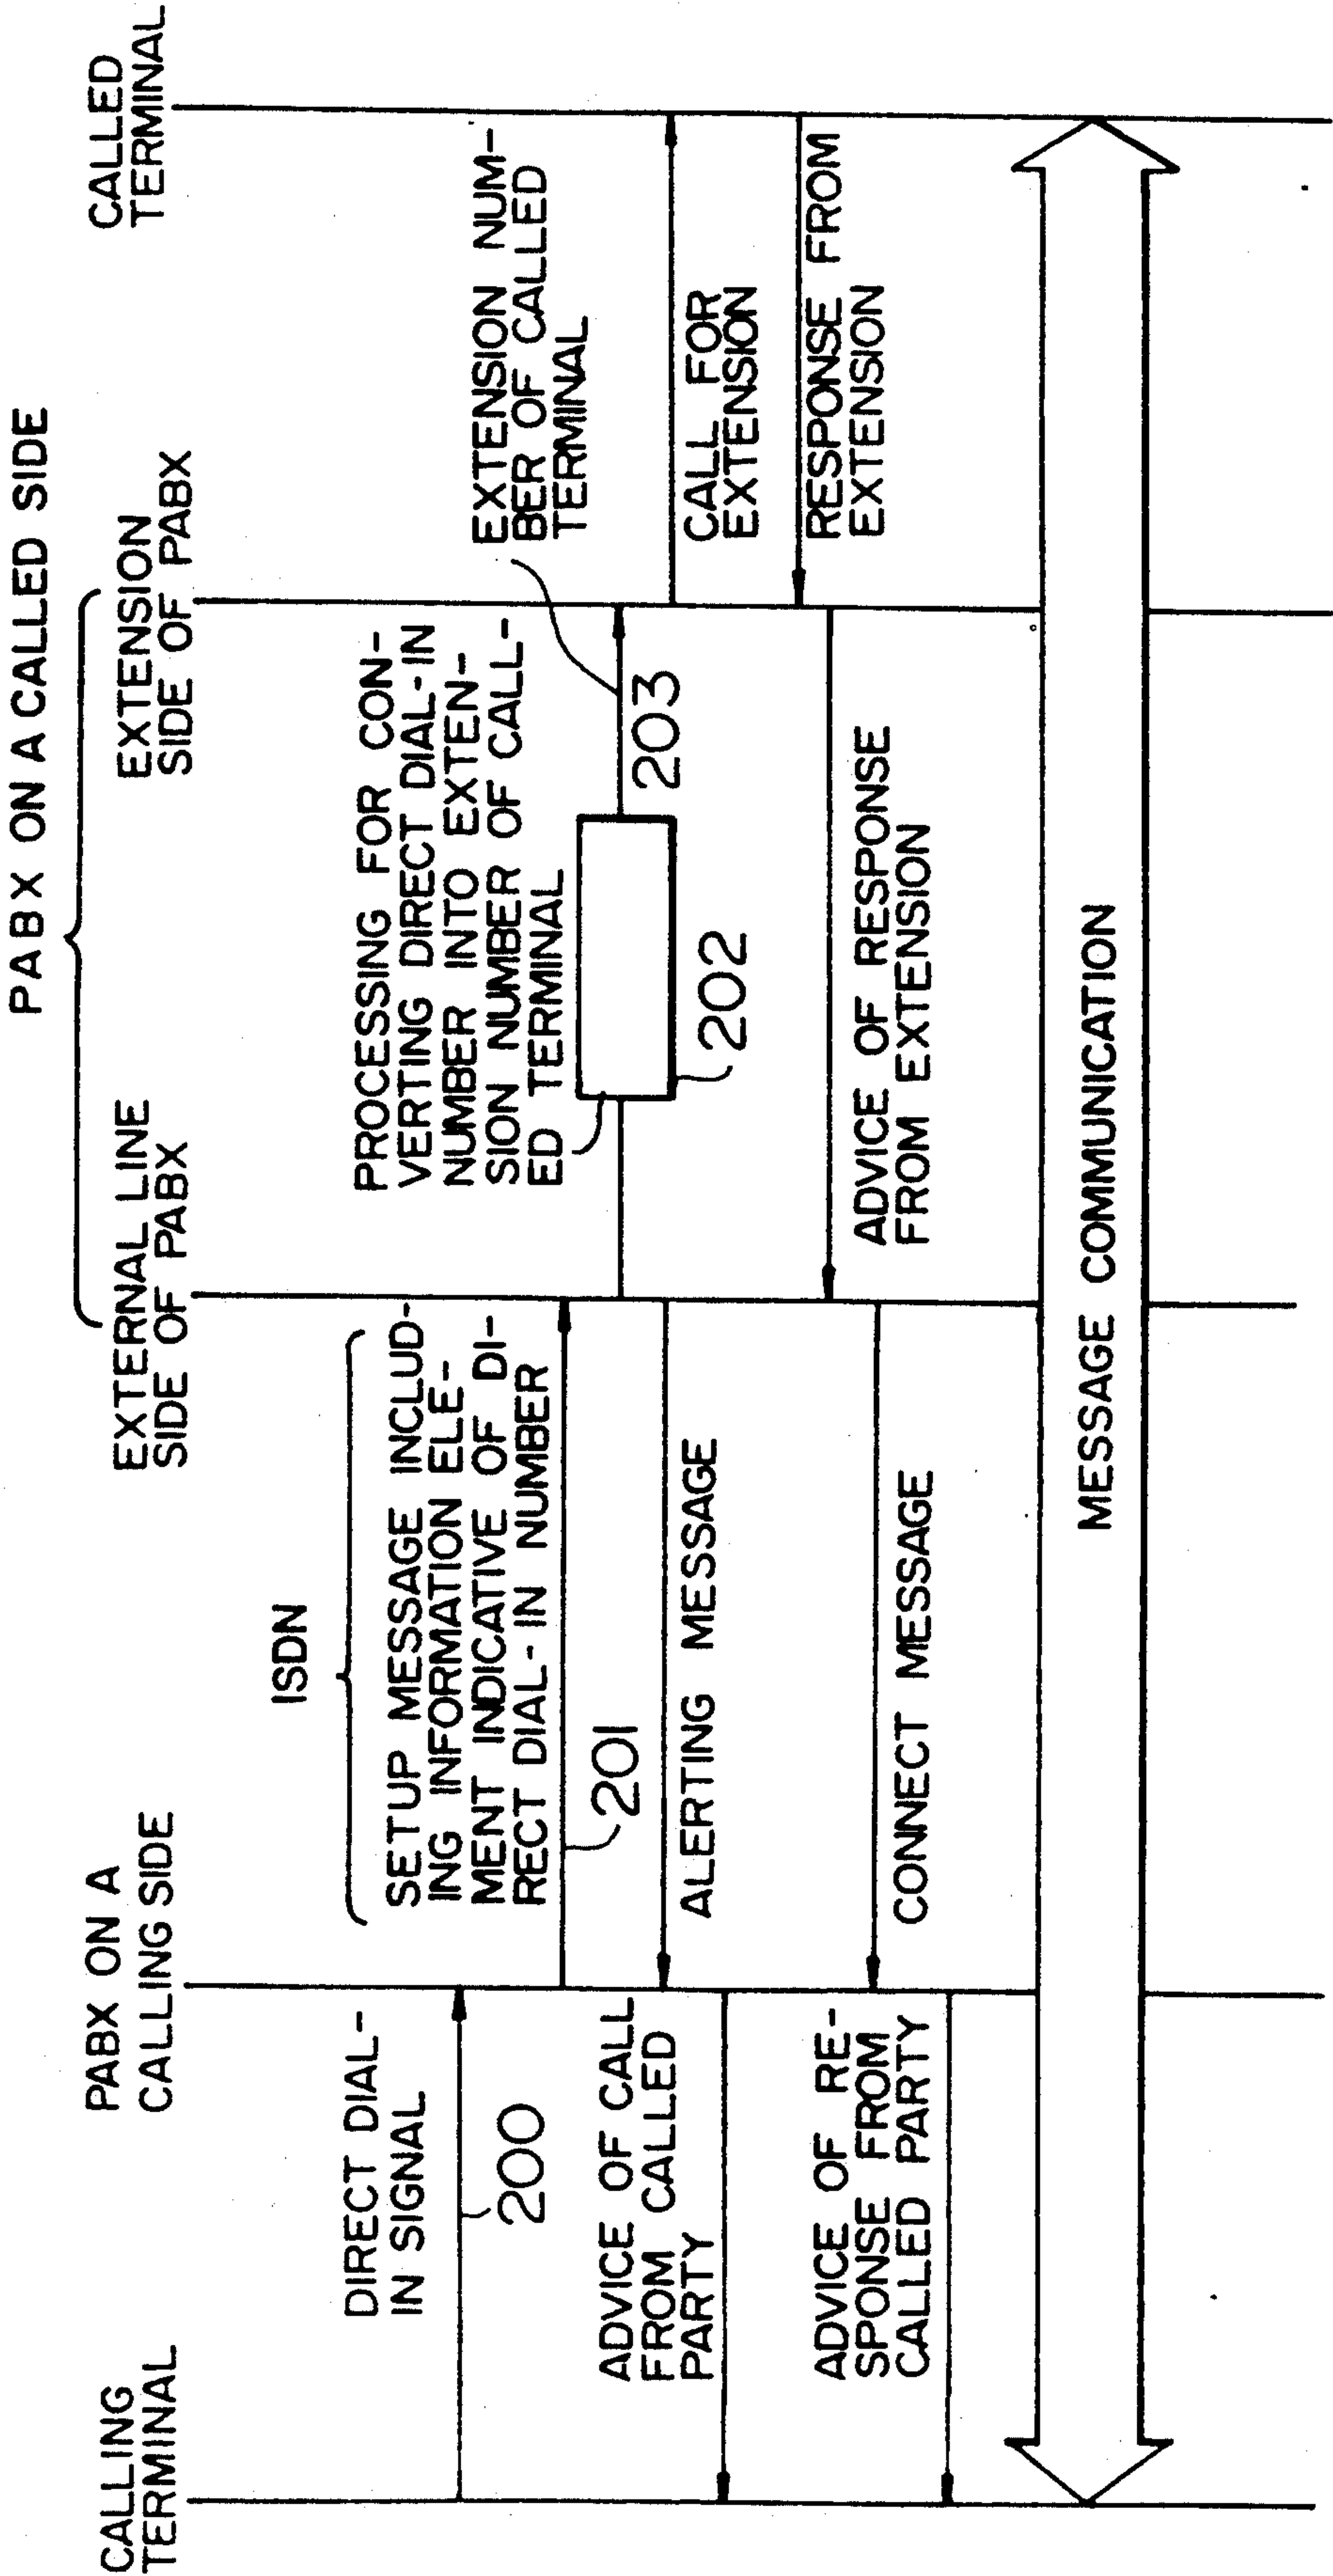 PABX ON A CALLED SIDE
CALLING
TERMINAL
PABX ON A
CALLING SIDE
EXTERNAL LINE
SIDE OF PABX
EXTENSION
SIDE OF PABX
CALLED
TERMINAL
ISDN
DIRECT DIAL-
IN SIGNAL
200
SETUP MESSAGE INCLUD-
ING INFORMATION ELE-
MENT INDICATIVE OF DI-
RECT DIAL-IN NUMBER
201
PROCESSING FOR CON-
VERTING DIRECT DIAL-IN
NUMBER INTO EXTEN-
SION NUMBER OF CALL-
ED TERMINAL
202
203
EXTENSION NUM-
BER OF CALLED
TERMINAL
ADVICE OF CALL
FROM CALLED
PARTY
ALERTING MESSAGE
CALL FOR
EXTENSION
RESPONSE FROM
EXTENSION
ADVICE OF RESPONSE
FROM EXTENSION
CONNECT MESSAGE
ADVICE OF RE-
SPONSE FROM
CALLED PARTY
MESSAGE COMMUNICATION